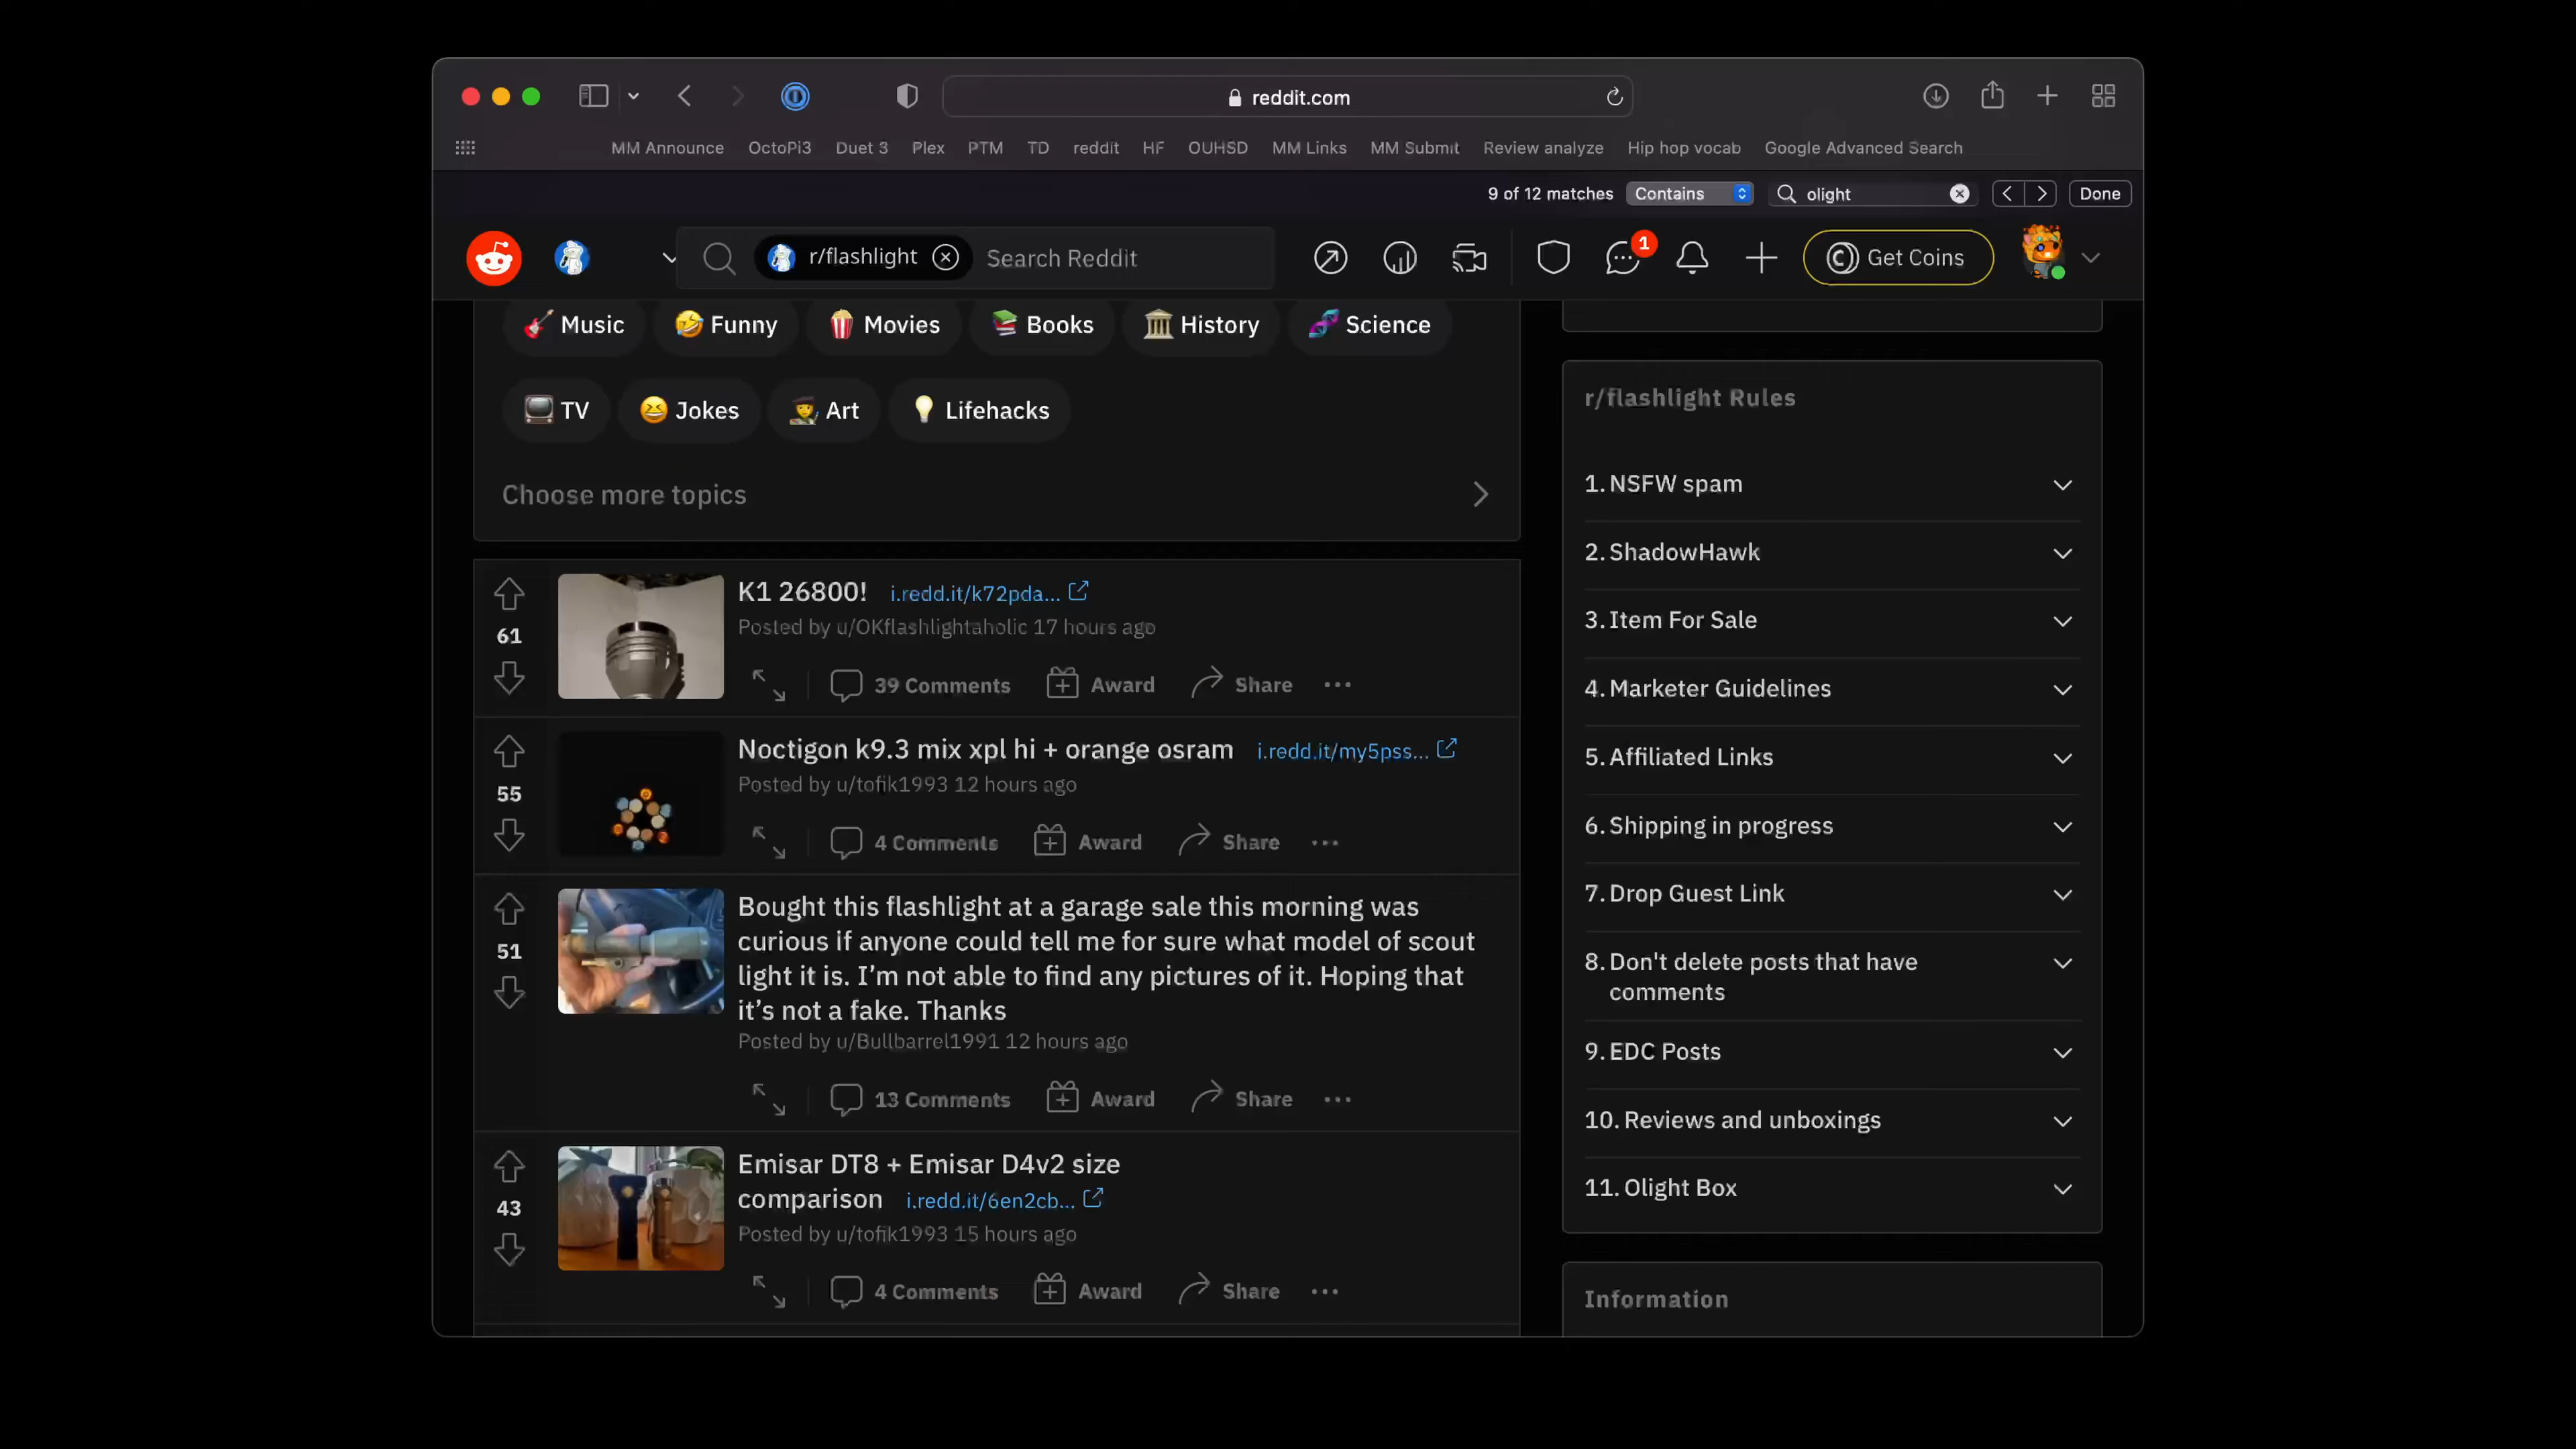 reddit.com
MM Announce OctoPi3 Duet 3 Plex PTM TD reddit HF OUHSD MM Links MM Submit Review analyze Hip hop vocab Google Advanced Search
9 of 12 matches Contains olight Done
r/flashlight Search Reddit 1 Get Coins
Music Funny Movies Books History Science
TV Jokes Art Lifehacks
Choose more topics
61
K1 26800! i.redd.it/k72pda...
Posted by u/OKflashlightaholic 17 hours ago
39 Comments Award Share
55
Noctigon k9.3 mix xpl hi + orange osram i.redd.it/my5pss...
Posted by u/tofik1993 12 hours ago
4 Comments Award Share
51
Bought this flashlight at a garage sale this morning was
curious if anyone could tell me for sure what model of scout
light it is. I’m not able to find any pictures of it. Hoping that
it’s not a fake. Thanks
Posted by u/Bullbarrel1991 12 hours ago
13 Comments Award Share
43
Emisar DT8 + Emisar D4v2 size
comparison i.redd.it/6en2cb...
Posted by u/tofik1993 15 hours ago
4 Comments Award Share
r/flashlight Rules
1. NSFW spam
2. ShadowHawk
3. Item For Sale
4. Marketer Guidelines
5. Affiliated Links
6. Shipping in progress
7. Drop Guest Link
8. Don't delete posts that have
comments
9. EDC Posts
10. Reviews and unboxings
11. Olight Box
Information